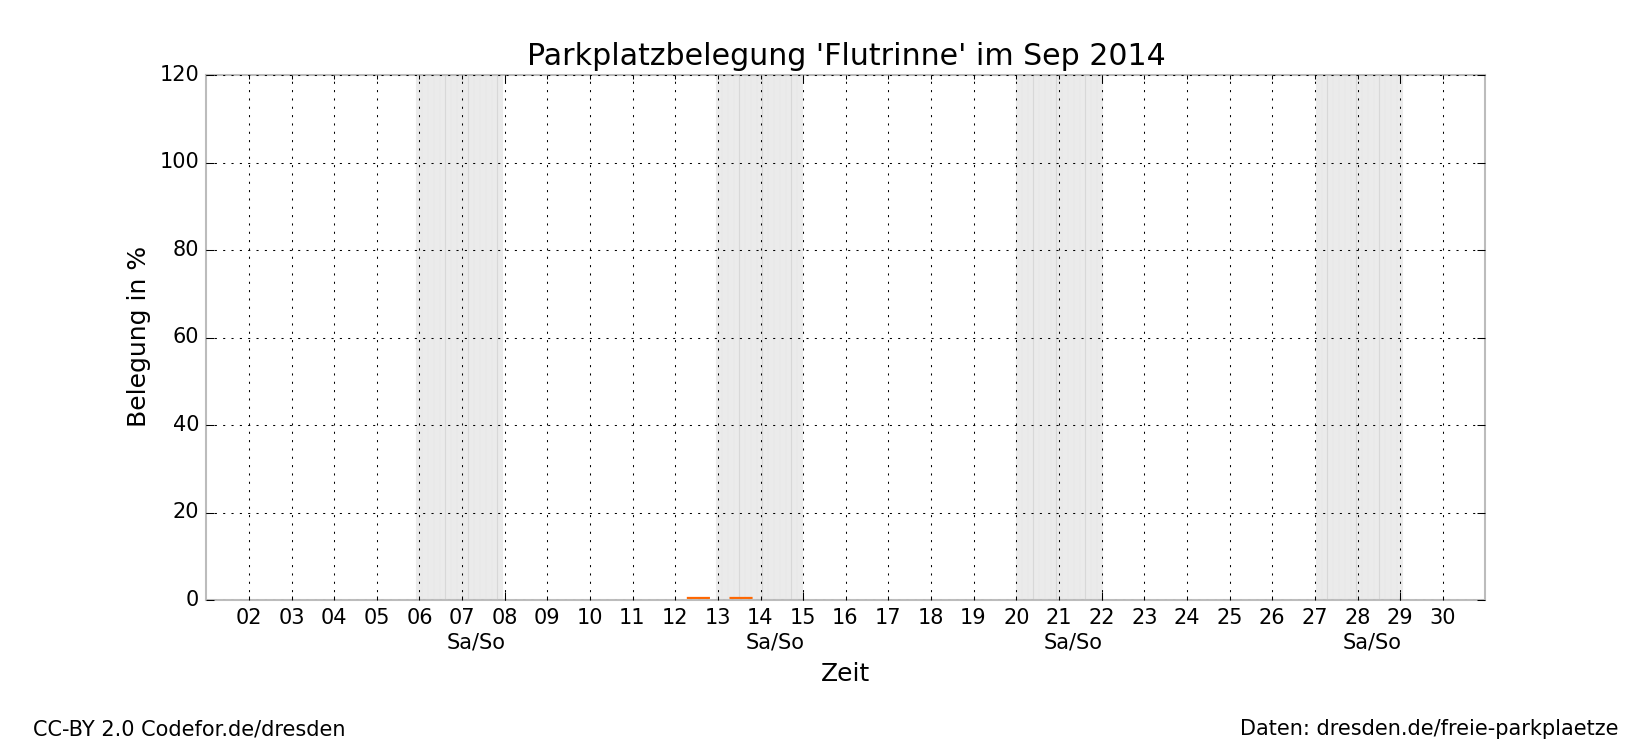 Parkplatzbelegung 'Flutrinne' im Sep 2014
120
100
80
60
40
20
0
Belegung in %
02 03 04 05 06 07 08 09 10 11 12 13 14 15 16 17 18 19 20 21 22 23 24 25 26 27 28 29 30
Sa/So Sa/So Sa/So Sa/So
Zeit
CC-BY 2.0 Codefor.de/dresden
Daten: dresden.de/freie-parkplaetze